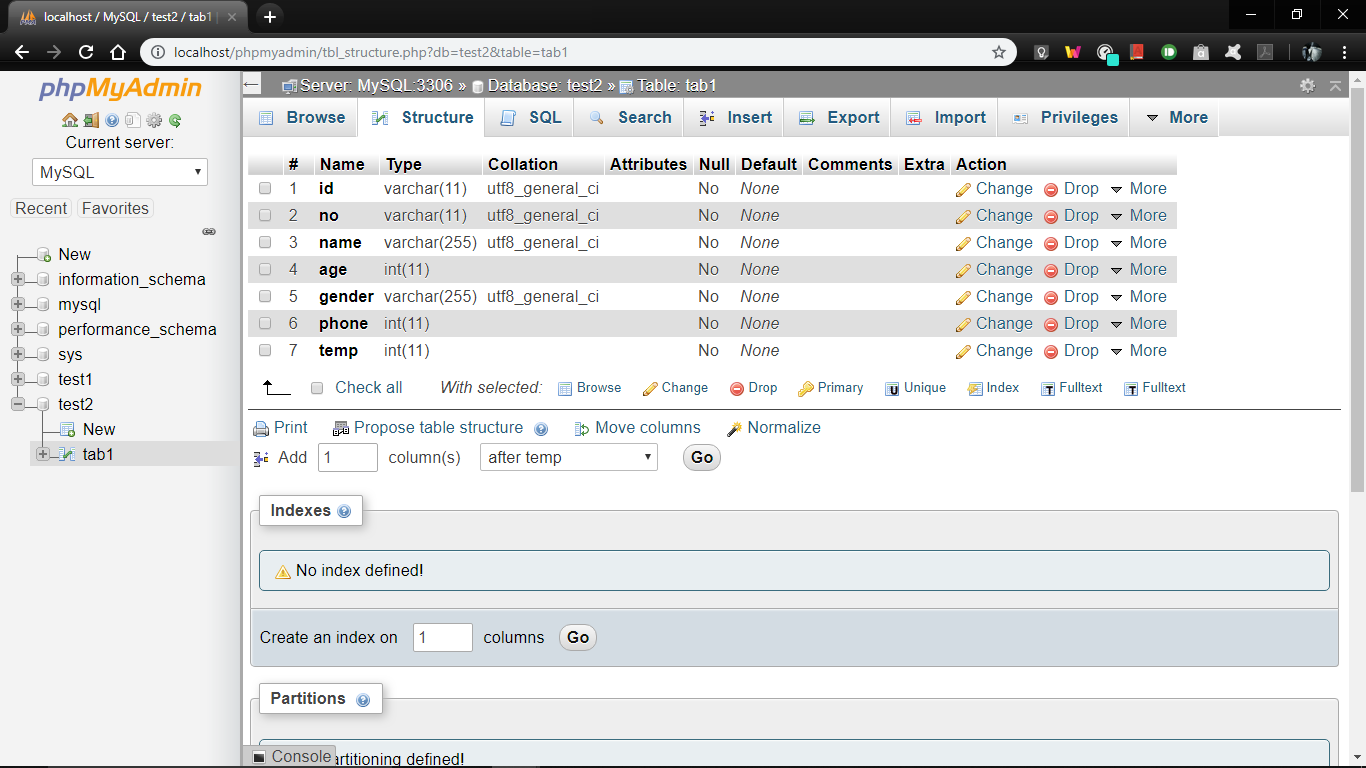 localhost / MySQL / test2 / tab1
localhost/phpmyadmin/tbl_structure.php?db=test2&table=tab1
phpMyAdmin
Current server:
MySQL
Recent Favorites
New
information_schema
mysql
performance_schema
sys
test1
test2
New
tab1
Server: MySQL:3306 » Database: test2 » Table: tab1
Browse Structure SQL Search Insert Export Import Privileges More
# Name Type Collation Attributes Null Default Comments Extra Action
1 id varchar(11) utf8_general_ci No None Change Drop More
2 no varchar(11) utf8_general_ci No None Change Drop More
3 name varchar(255) utf8_general_ci No None Change Drop More
4 age int(11) No None Change Drop More
5 gender varchar(255) utf8_general_ci No None Change Drop More
6 phone int(11) No None Change Drop More
7 temp int(11) No None Change Drop More
Check all With selected: Browse Change Drop Primary Unique Index Fulltext Fulltext
Print Propose table structure Move columns Normalize
Add 1 column(s) after temp Go
Indexes
No index defined!
Create an index on 1 columns Go
Partitions
artitioning defined!
Console